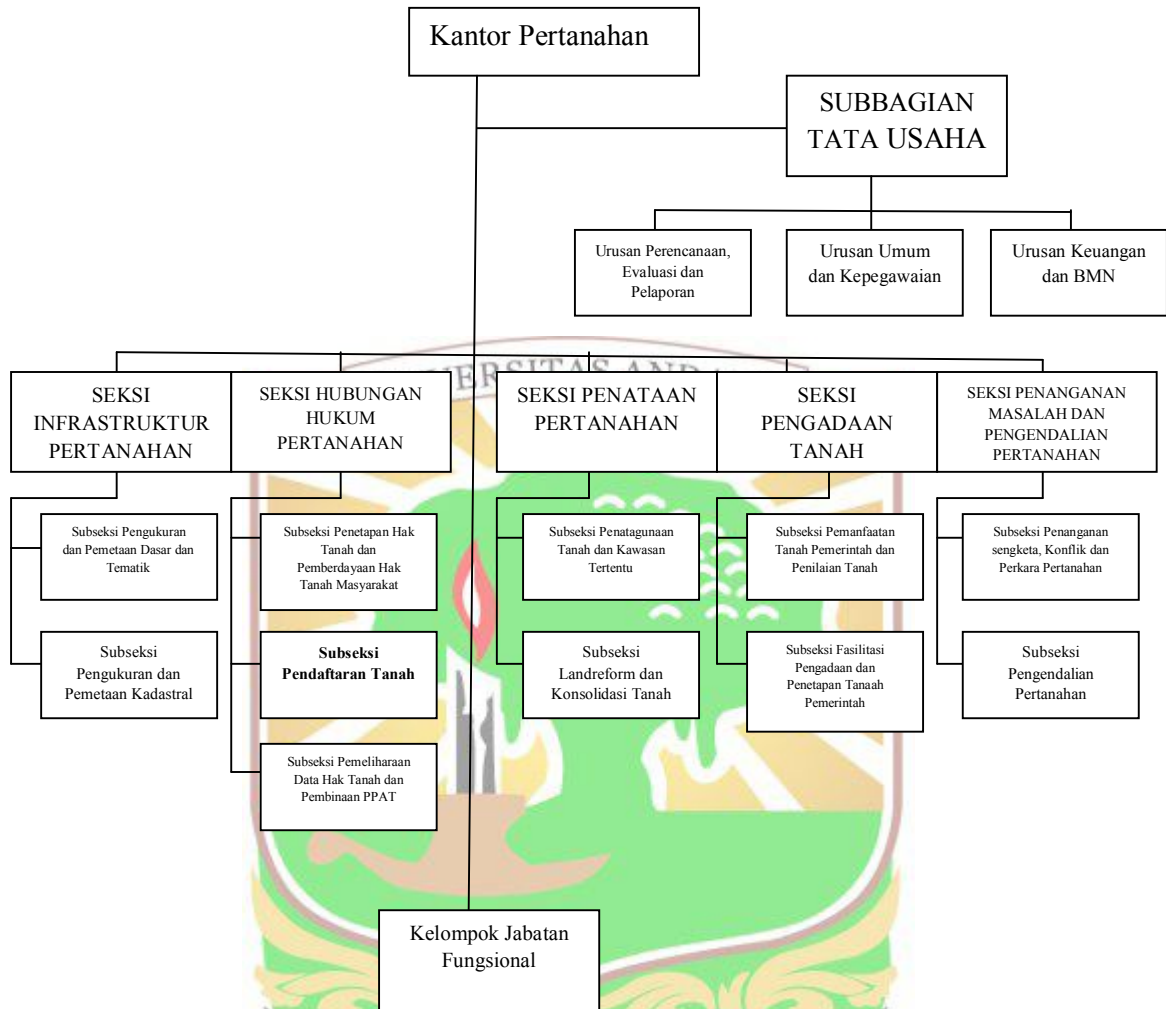 Kantor Pertanahan
SUBBAGIAN
TATA USAHA
Urusan Perencanaan,
Evaluasi dan
Pelaporan
Urusan Umum
dan Kepegawaian
Urusan Keuangan
dan BMN
SEKSI
INFRASTRUKTUR
PERTANAHAN
SEKSI HUBUNGAN
HUKUM
PERTANAHAN
SEKSI PENATAAN
PERTANAHAN
SEKSI
PENGADAAN
TANAH
SEKSI PENANGANAN
MASALAH DAN
PENGENDALIAN
PERTANAHAN
Subseksi Pengukuran
dan Pemetaan Dasar dan
Tematik
Subseksi Penetapan Hak
Tanah dan
Pemberdayaan Hak
Tanah Masyarakat
Subseksi Penatagunaan
Tanah dan Kawasan
Tertentu
Subseksi Pemanfaatan
Tanah Pemerintah dan
Penilaian Tanah
Subseksi Penanganan
sengketa, Konflik dan
Perkara Pertanahan
Subseksi
Pengukuran dan
Pemetaan Kadastral
Subseksi
Pendaftaran Tanah
Subseksi
Landreform dan
Konsolidasi Tanah
Subseksi Fasilitasi
Pengadaan dan
Penetapan Tanaah
Pemerintah
Subseksi
Pengendalian
Pertanahan
Subseksi Pemeliharaan
Data Hak Tanah dan
Pembinaan PPAT
Kelompok Jabatan
Fungsional